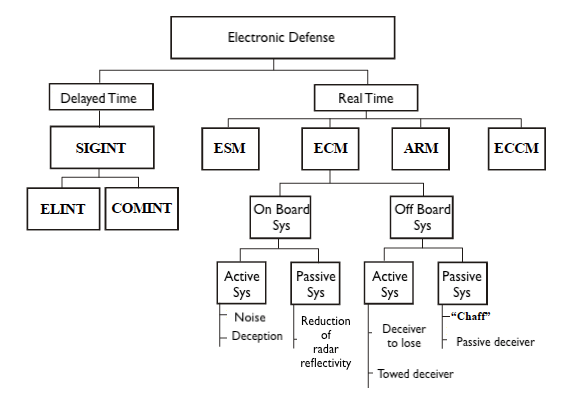 Electronic Defense
Delayed Time
Real Time
SIGINT
ESM
ECM
ARM
ECCM
ELINT
COMINT
On Board
Sys
Off Board
Sys
Active
Sys
Passive
Sys
Active
Sys
Passive
Sys
Noise
Deception
Reduction
of
radar
reflectivity
Deceiver
to lose
Towed deceiver
"Chaff"
Passive deceiver